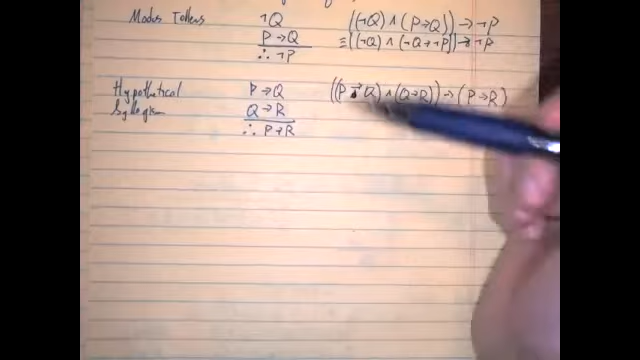 Modus Tollens ¬Q ((¬Q) ∧ (P→Q)) → ¬P
P→Q ≡ ((¬Q) ∧ (¬Q→¬P)) → ¬P
∴ ¬P
Hypothetical P→Q ((P→Q) ∧ (Q→R)) → (P→R)
Syllogism Q→R
∴ P→R